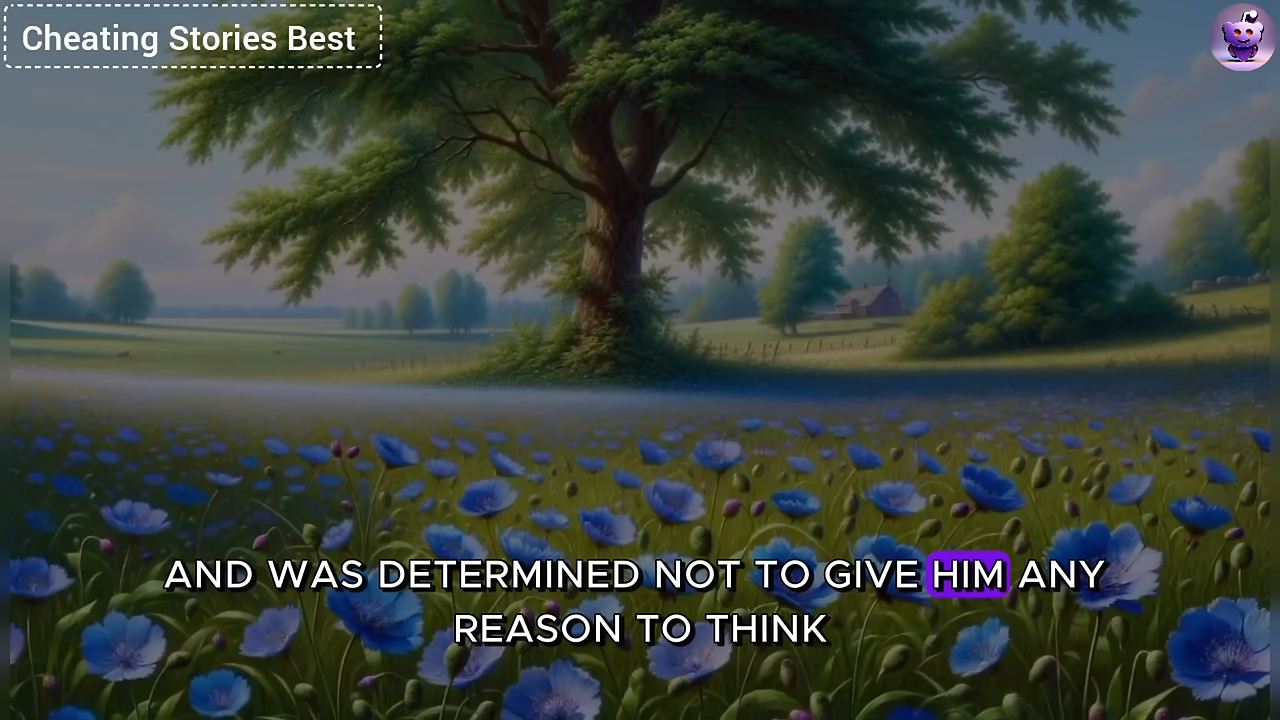 Cheating Stories Best
AND WAS DETERMINED NOT TO GIVE HIM ANY
REASON TO THINK